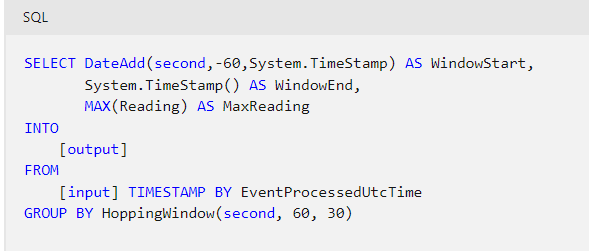 SQL
SELECT DateAdd(second,-60,System.TimeStamp) AS WindowStart,
System.TimeStamp() AS WindowEnd,
MAX(Reading) AS MaxReading
INTO
[output]
FROM
[input] TIMESTAMP BY EventProcessedUtcTime
GROUP BY HoppingWindow(second, 60, 30)